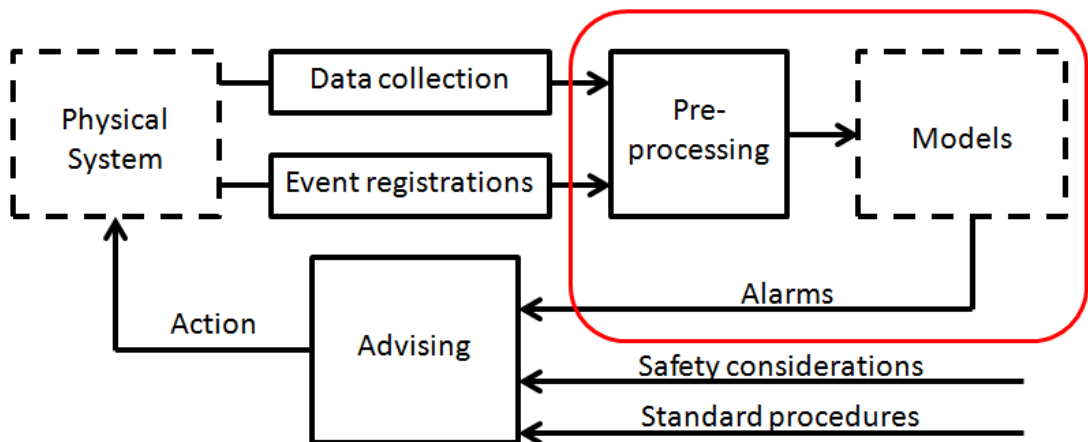 Data collection
Physical
System
Pre-
processing
Models
Event registrations
Alarms
Action
Advising
Safety considerations
Standard procedures